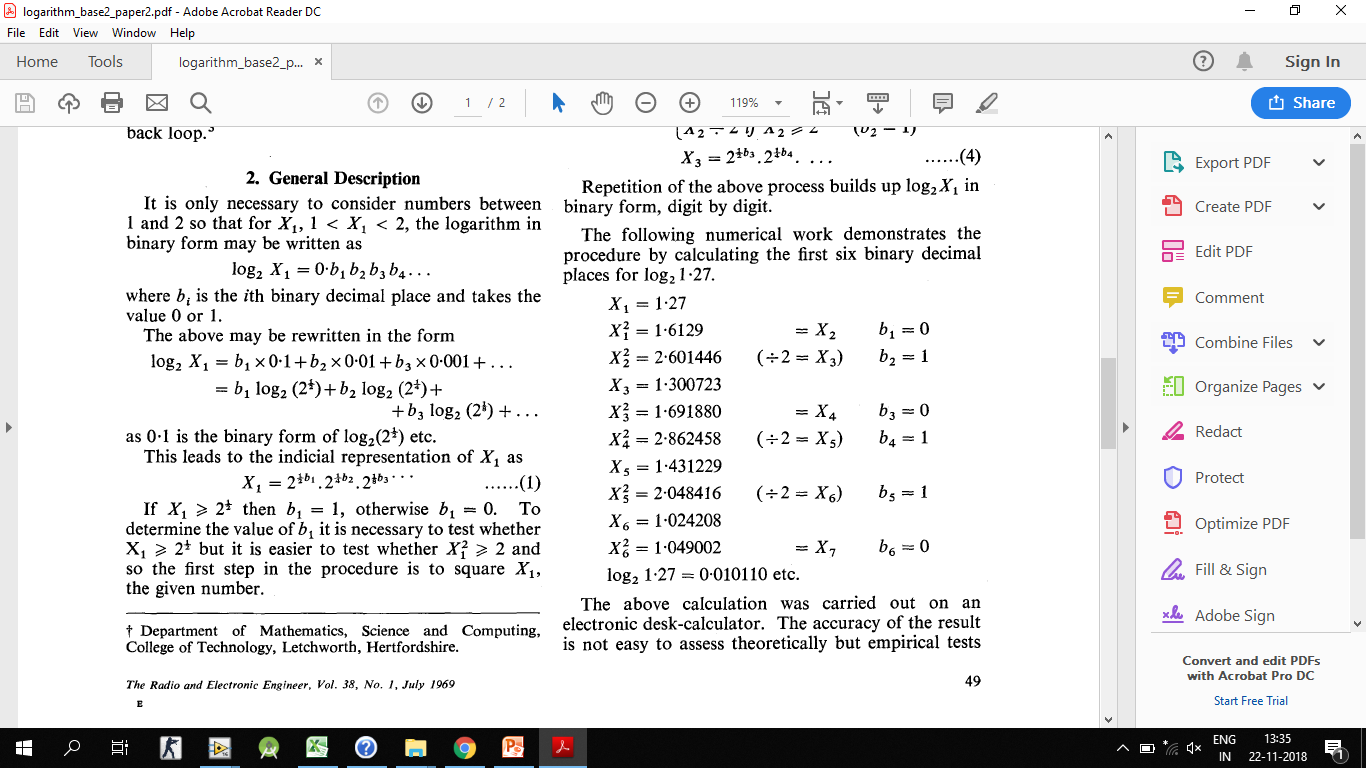 logarithm_base2_paper2.pdf - Adobe Acrobat Reader DC
File Edit View Window Help
Home Tools logarithm_base2_p... ×
Sign In
1 / 2
119%
Share
back loop.³
2. General Description
It is only necessary to consider numbers between
1 and 2 so that for X₁, 1 < X₁ < 2, the logarithm in
binary form may be written as
log₂ X₁ = 0·b₁ b₂ b₃ b₄ . . .
where bᵢ is the ith binary decimal place and takes the
value 0 or 1.
The above may be rewritten in the form
log₂ X₁ = b₁ × 0·1 + b₂ × 0·01 + b₃ × 0·001 + . . .
= b₁ log₂ (2^½) + b₂ log₂ (2^¼) +
+ b₃ log₂ (2^⅛) + . . .
as 0·1 is the binary form of log₂(2^½) etc.
This leads to the indicial representation of X₁ as
X₁ = 2^{½b₁} . 2^{¼b₂} . 2^{⅛b₃} · · · ......(1)
If X₁ ⩾ 2^½ then b₁ = 1, otherwise b₁ = 0. To
determine the value of b₁ it is necessary to test whether
X₁ ⩾ 2^½ but it is easier to test whether X₁² ⩾ 2 and
so the first step in the procedure is to square X₁,
the given number.
† Department of Mathematics, Science and Computing,
College of Technology, Letchworth, Hertfordshire.
The Radio and Electronic Engineer, Vol. 38, No. 1, July 1969
E
X₂ ÷ 2 if X₂ ⩾ 2 (b₂ = 1)
X₃ = 2^{½b₃} . 2^{¼b₄} . . . . ......(4)
Repetition of the above process builds up log₂ X₁ in
binary form, digit by digit.
The following numerical work demonstrates the
procedure by calculating the first six binary decimal
places for log₂ 1·27.
X₁ = 1·27
X₁² = 1·6129 = X₂ b₁ = 0
X₂² = 2·601446 (÷2 = X₃) b₂ = 1
X₃ = 1·300723
X₃² = 1·691880 = X₄ b₃ = 0
X₄² = 2·862458 (÷2 = X₅) b₄ = 1
X₅ = 1·431229
X₅² = 2·048416 (÷2 = X₆) b₅ = 1
X₆ = 1·024208
X₆² = 1·049002 = X₇ b₆ = 0
log₂ 1·27 = 0·010110 etc.
The above calculation was carried out on an
electronic desk-calculator. The accuracy of the result
is not easy to assess theoretically but empirical tests
49
Export PDF
Create PDF
Edit PDF
Comment
Combine Files
Organize Pages
Redact
Protect
Optimize PDF
Fill & Sign
Adobe Sign
Convert and edit PDFs
with Acrobat Pro DC
Start Free Trial
ENG
IN
13:35
22-11-2018
1